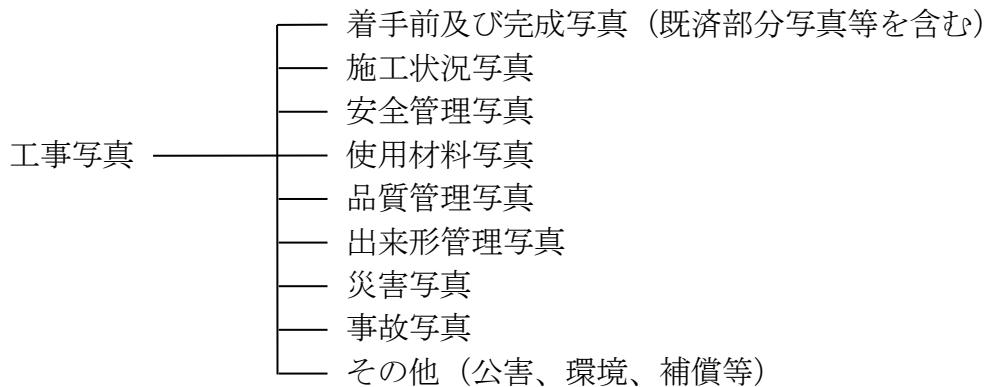 着手前及び完成写真（既済部分写真等を含む）
施工状況写真
安全管理写真
工事写真
使用材料写真
品質管理写真
出来形管理写真
災害写真
事故写真
その他（公害、環境、補償等）